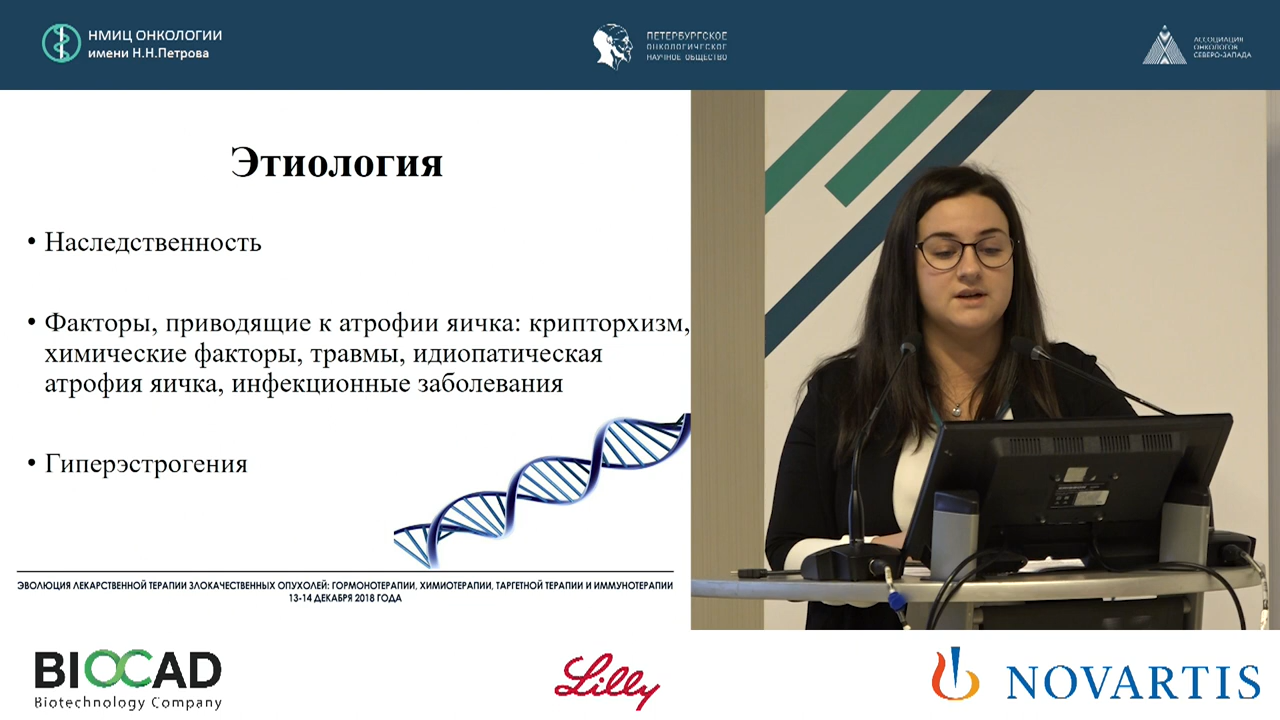 НМИЦ ОНКОЛОГИИ
имени Н.Н.Петрова
ПЕТЕРБУРГСКОЕ
ОНКОЛОГИЧЕСКОЕ
НАУЧНОЕ ОБЩЕСТВО
АССОЦИАЦИЯ
ОНКОЛОГОВ
СЕВЕРО-ЗАПАДА
Этиология
• Наследственность
• Факторы, приводящие к атрофии яичка: крипторхизм,
химические факторы, травмы, идиопатическая
атрофия яичка, инфекционные заболевания
• Гиперэстрогения
ЭВОЛЮЦИЯ ЛЕКАРСТВЕННОЙ ТЕРАПИИ ЗЛОКАЧЕСТВЕННЫХ ОПУХОЛЕЙ: ГОРМОНОТЕРАПИИ, ХИМИОТЕРАПИИ, ТАРГЕТНОЙ ТЕРАПИИ И ИММУНОТЕРАПИИ
13-14 ДЕКАБРЯ 2018 ГОДА
BIOCAD
Biotechnology Company
Lilly
NOVARTIS